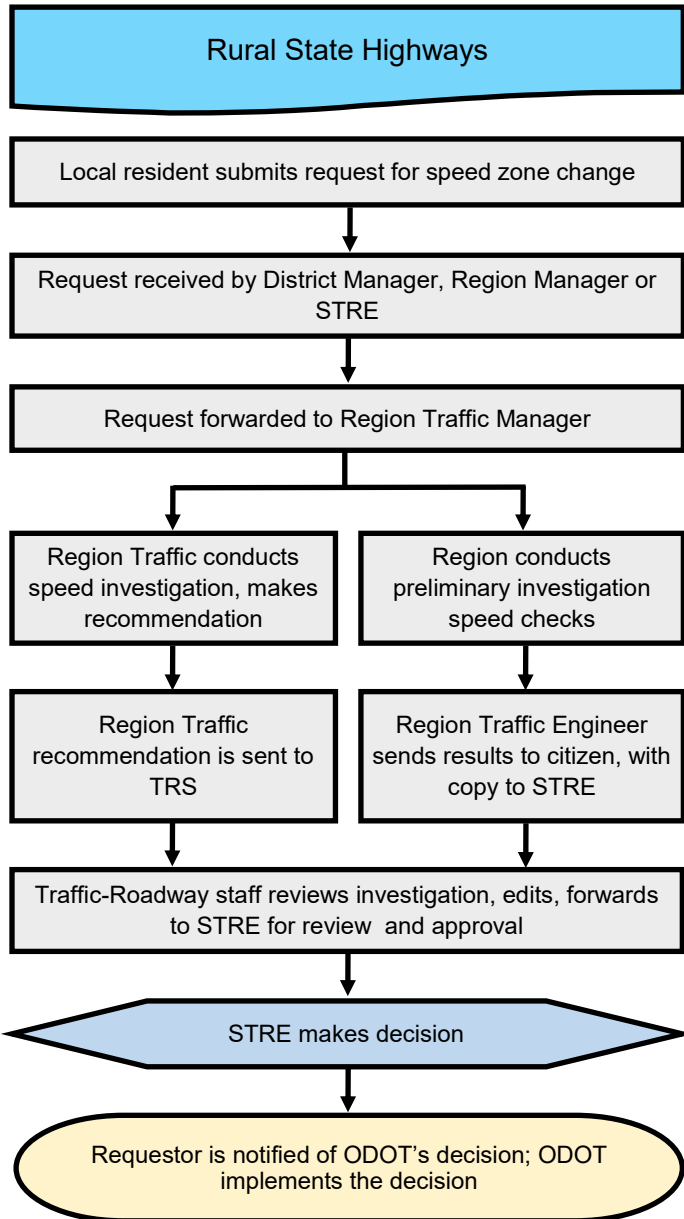 Rural State Highways
Local resident submits request for speed zone change
Request received by District Manager, Region Manager or
STRE
Request forwarded to Region Traffic Manager
Region Traffic conducts
speed investigation, makes
recommendation
Region conducts
preliminary investigation
speed checks
Region Traffic
recommendation is sent to
TRS
Region Traffic Engineer
sends results to citizen, with
copy to STRE
Traffic-Roadway staff reviews investigation, edits, forwards
to STRE for review and approval
STRE makes decision
Requestor is notified of ODOT’s decision; ODOT
implements the decision